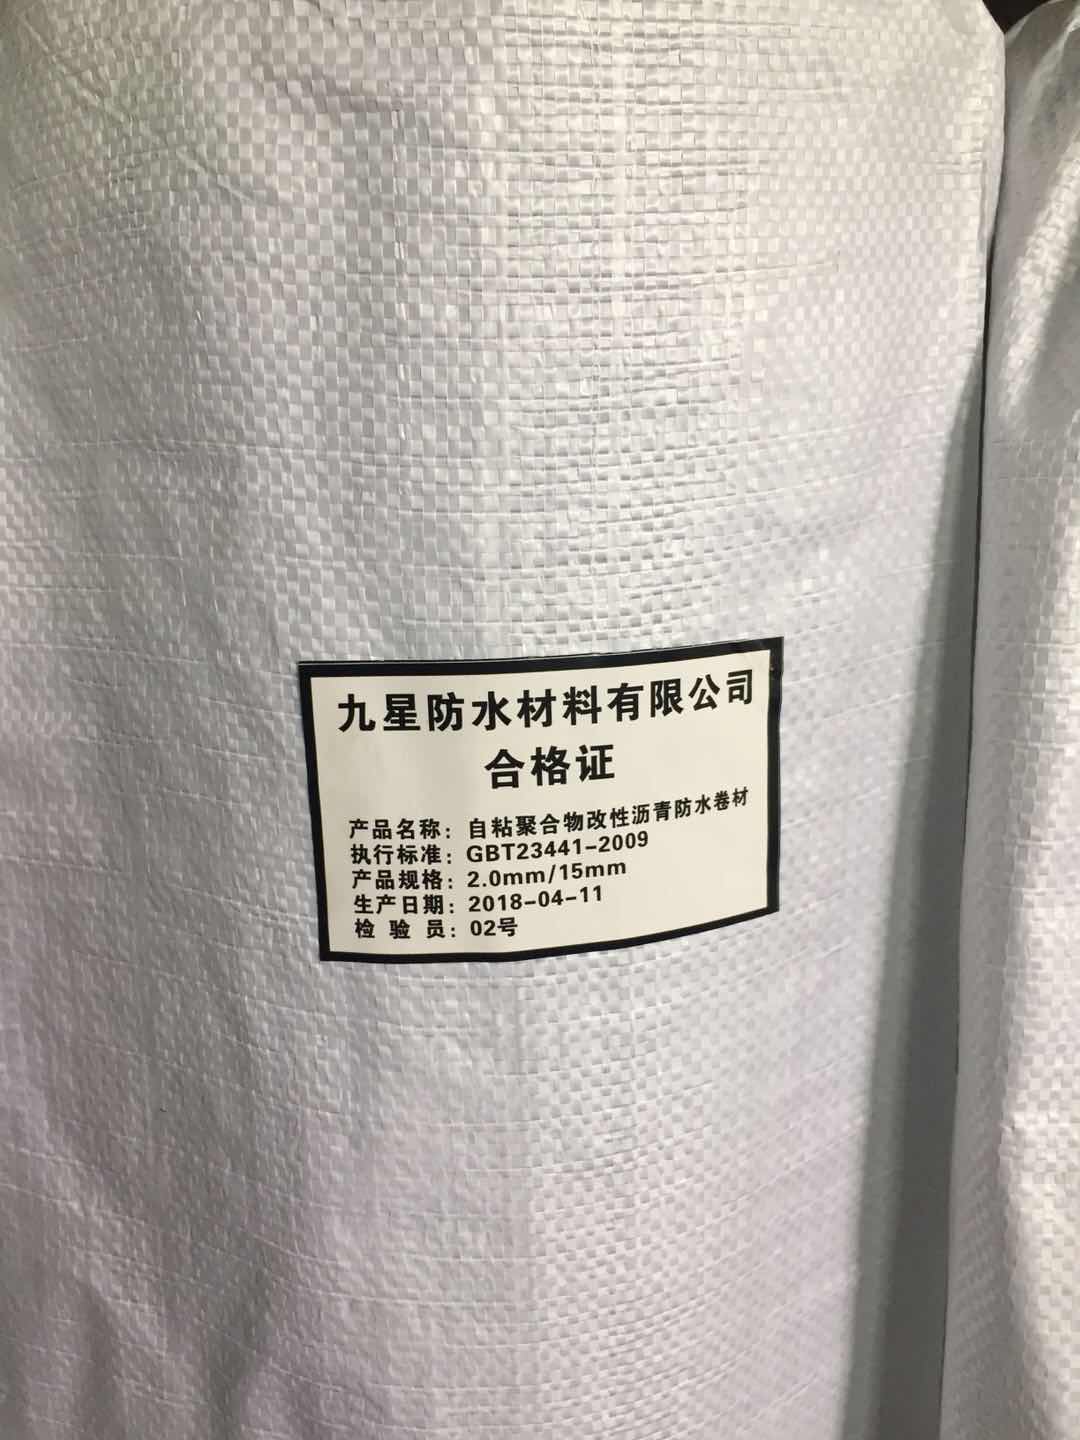 九星防水材料有限公司
合格证
产品名称：自粘聚合物改性沥青防水卷材
执行标准：GBT23441-2009
产品规格：2.0mm/15mm
生产日期：2018-04-11
检 验 员：02号